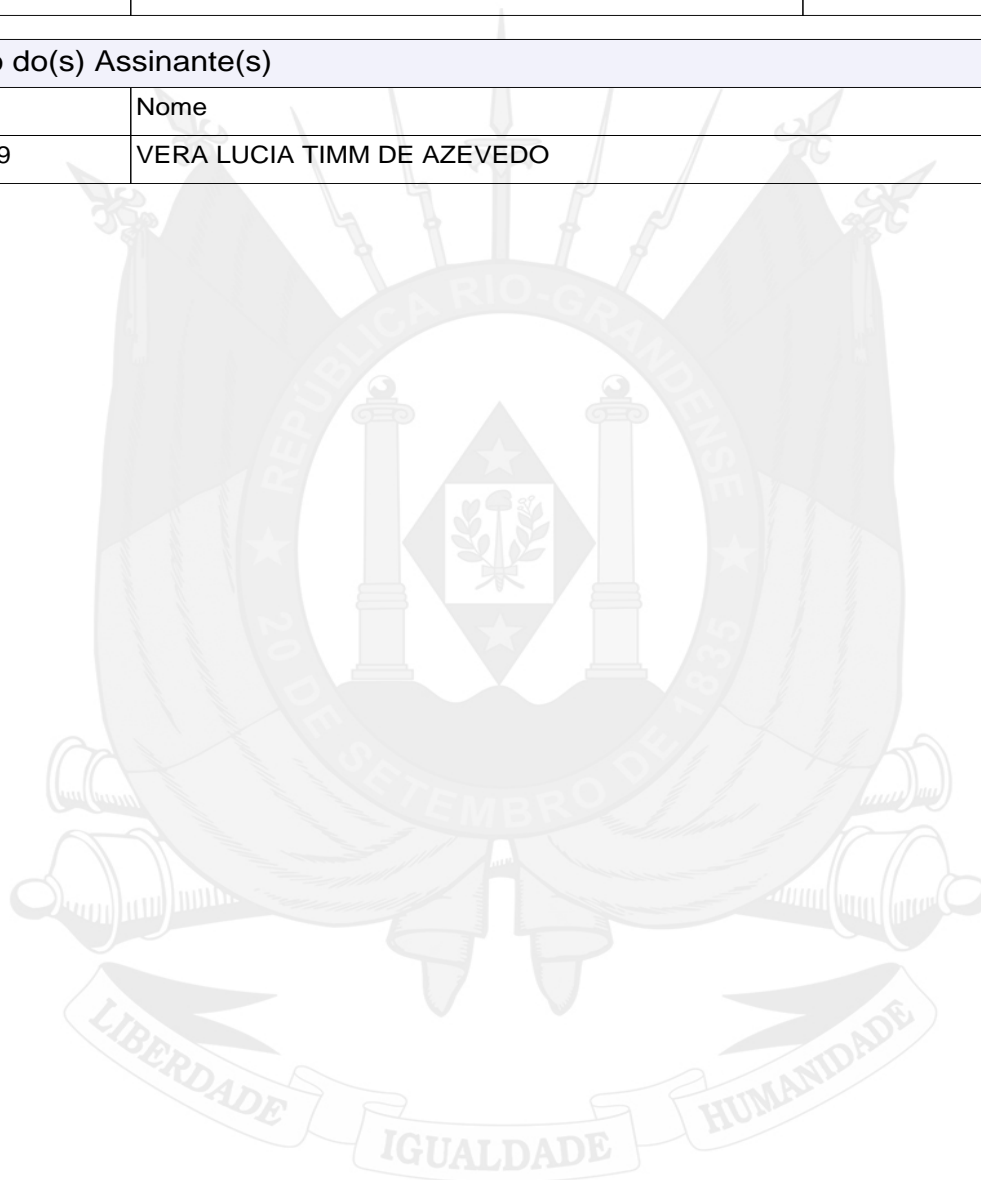 o do(s) Assinante(s)
Nome
9 VERA LUCIA TIMM DE AZEVEDO
REPÚBLICA RIO-GRANDENSE
20 DE SETEMBRO DE 1835
LIBERDADE IGUALDADE HUMANIDADE